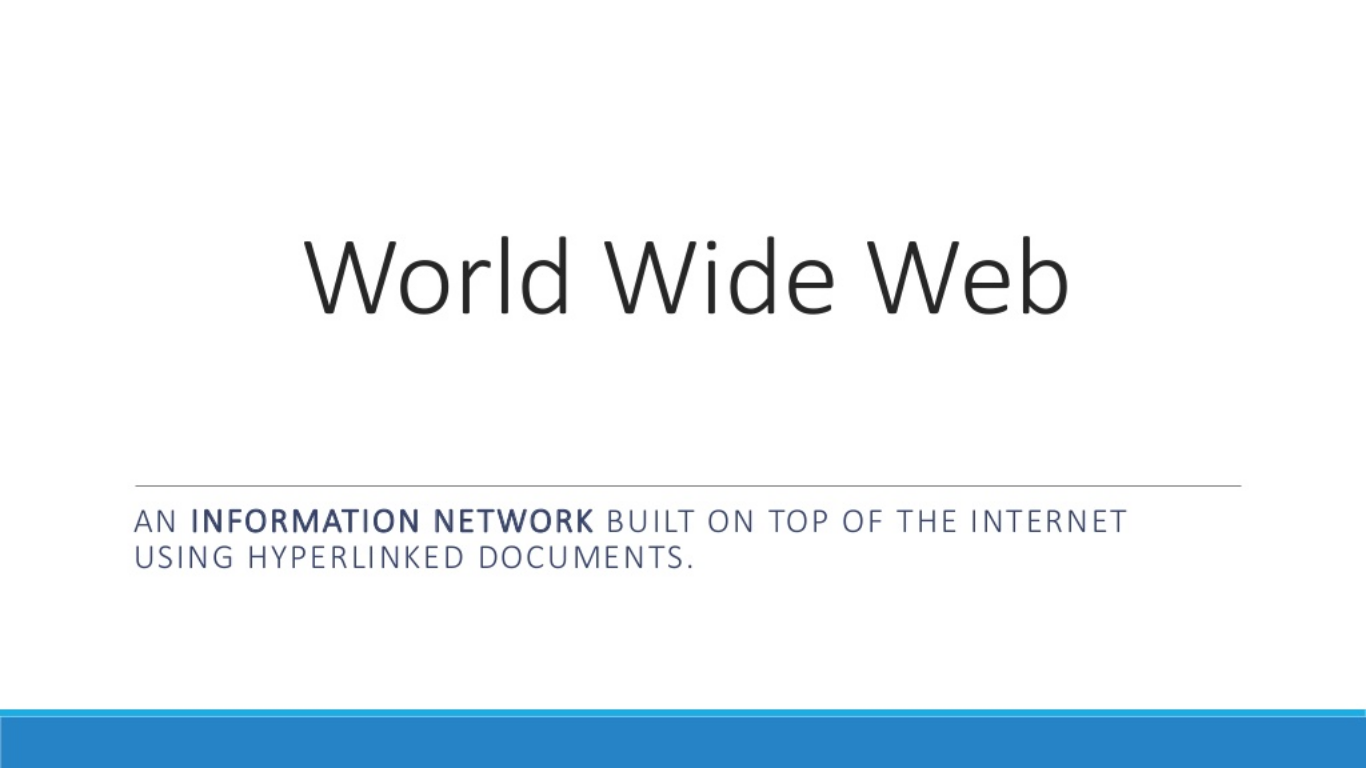 World Wide Web
AN INFORMATION NETWORK BUILT ON TOP OF THE INTERNET
USING HYPERLINKED DOCUMENTS.